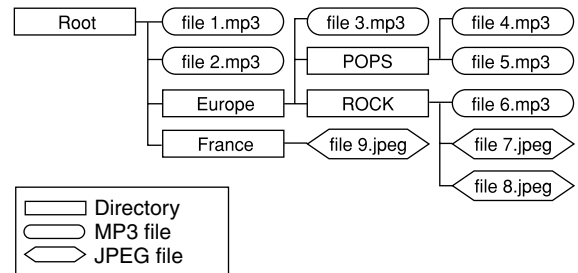 Root file 1.mp3 file 3.mp3 file 4.mp3
file 2.mp3 POPS file 5.mp3
Europe ROCK file 6.mp3
France file 9.jpeg file 7.jpeg
file 8.jpeg
Directory
MP3 file
JPEG file